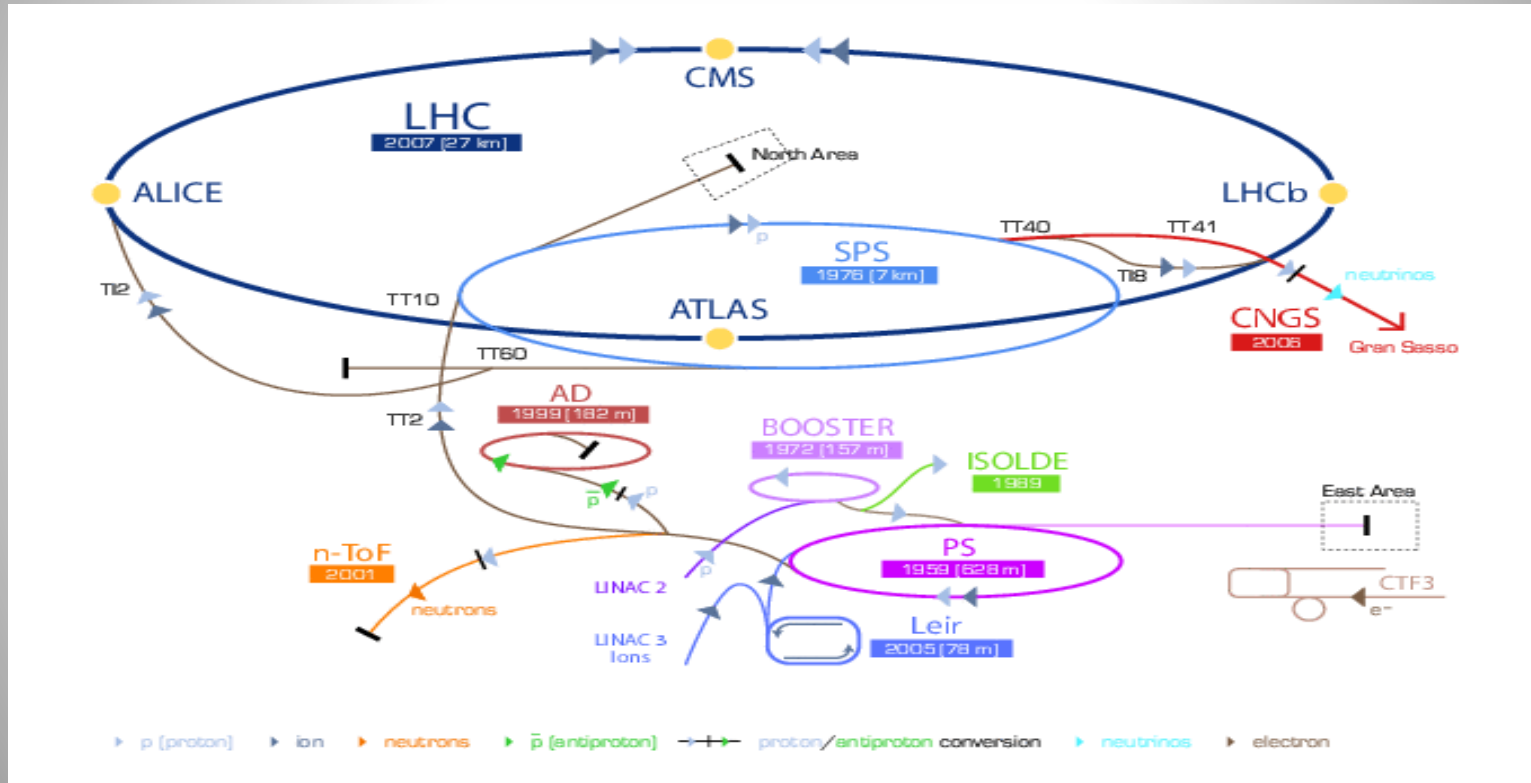 CMS
LHC
2007 (27 km)
North Area
ALICE
LHCb
TT40
TT41
SPS
1976 (7 km)
p
TI8
neutrinos
TI2
TT10
ATLAS
CNGS
2006
Gran Sasso
TT60
AD
1999 (182 m)
TT2
BOOSTER
1972 (157 m)
ISOLDE
1989
East Area
p̅
p
n-ToF
2001
neutrons
LINAC 2
p
PS
1959 (628 m)
CTF3
e⁻
LINAC 3
Ions
Leir
2005 (78 m)
p (proton)
ion
neutrons
p̅ (antiproton)
proton/antiproton conversion
neutrinos
electron